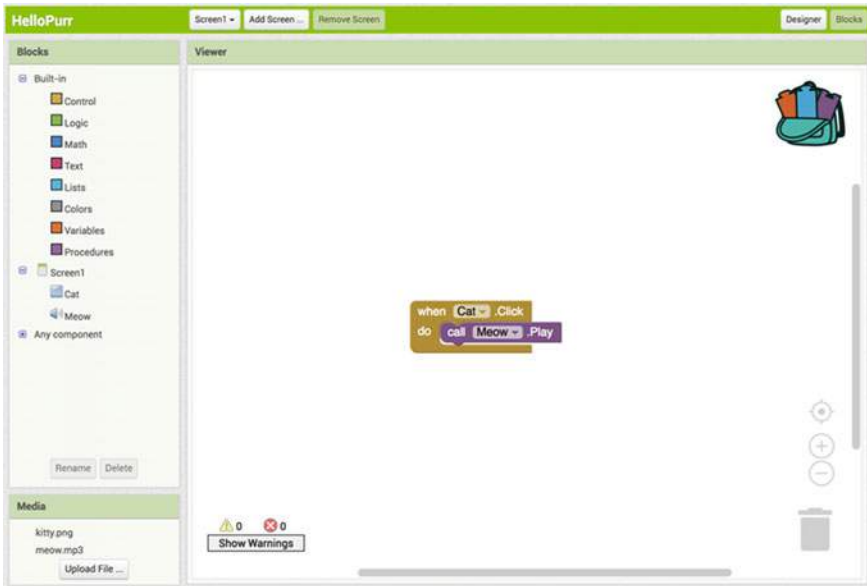 HelloPurr
Screen1
Add Screen ...
Remove Screen
Designer
Blocks
Blocks
Viewer
Built-in
Control
Logic
Math
Text
Lists
Colors
Variables
Procedures
Screen1
Cat
Meow
Any component
Rename
Delete
Media
kitty.png
meow.mp3
Upload File ...
when Cat .Click
do call Meow .Play
0 0
Show Warnings